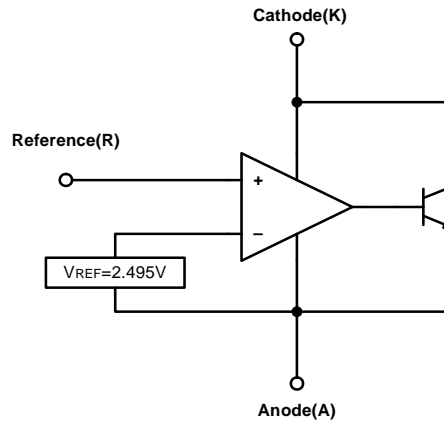 Cathode(K)
Reference(R)
+
–
VREF=2.495V
Anode(A)